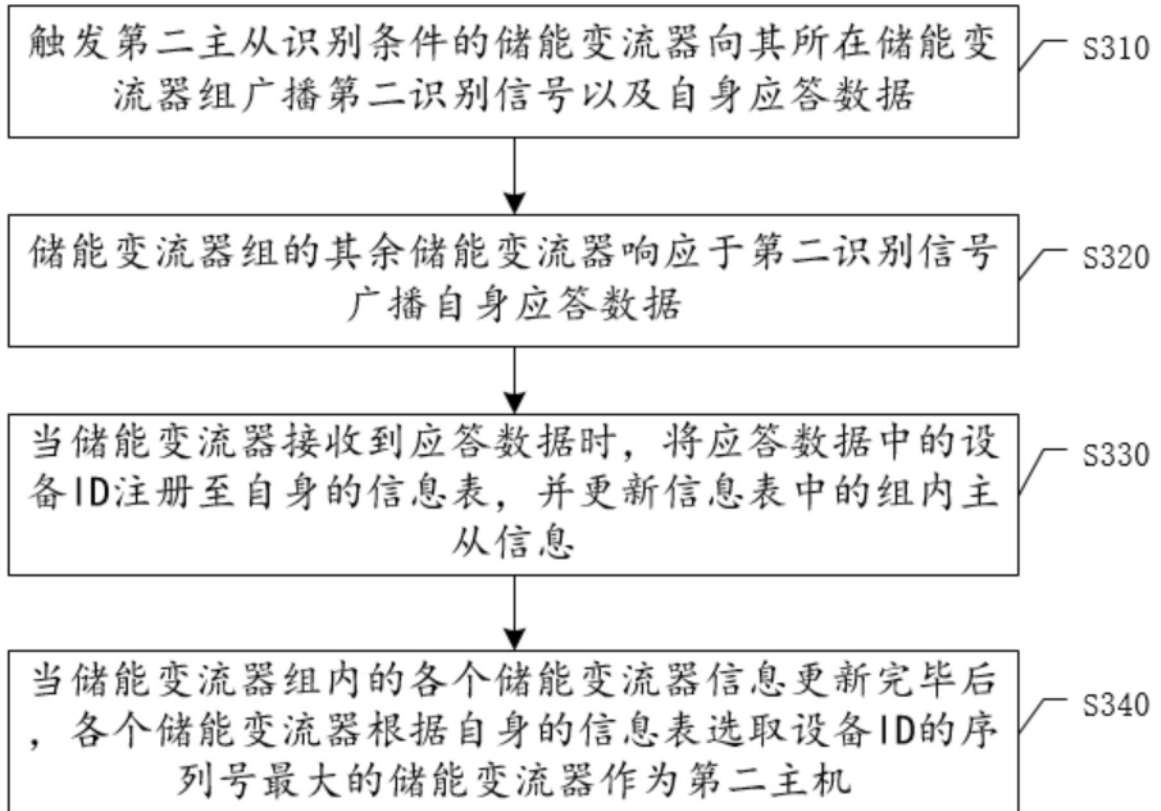 触发第二主从识别条件的储能变流器向其所在储能变
流器组广播第二识别信号以及自身应答数据
S310
储能变流器组的其余储能变流器响应于第二识别信号
广播自身应答数据
S320
当储能变流器接收到应答数据时，将应答数据中的设
备ID注册至自身的信息表，并更新信息表中的组内主
从信息
S330
当储能变流器组内的各个储能变流器信息更新完毕后
，各个储能变流器根据自身的信息表选取设备ID的序
列号最大的储能变流器作为第二主机
S340